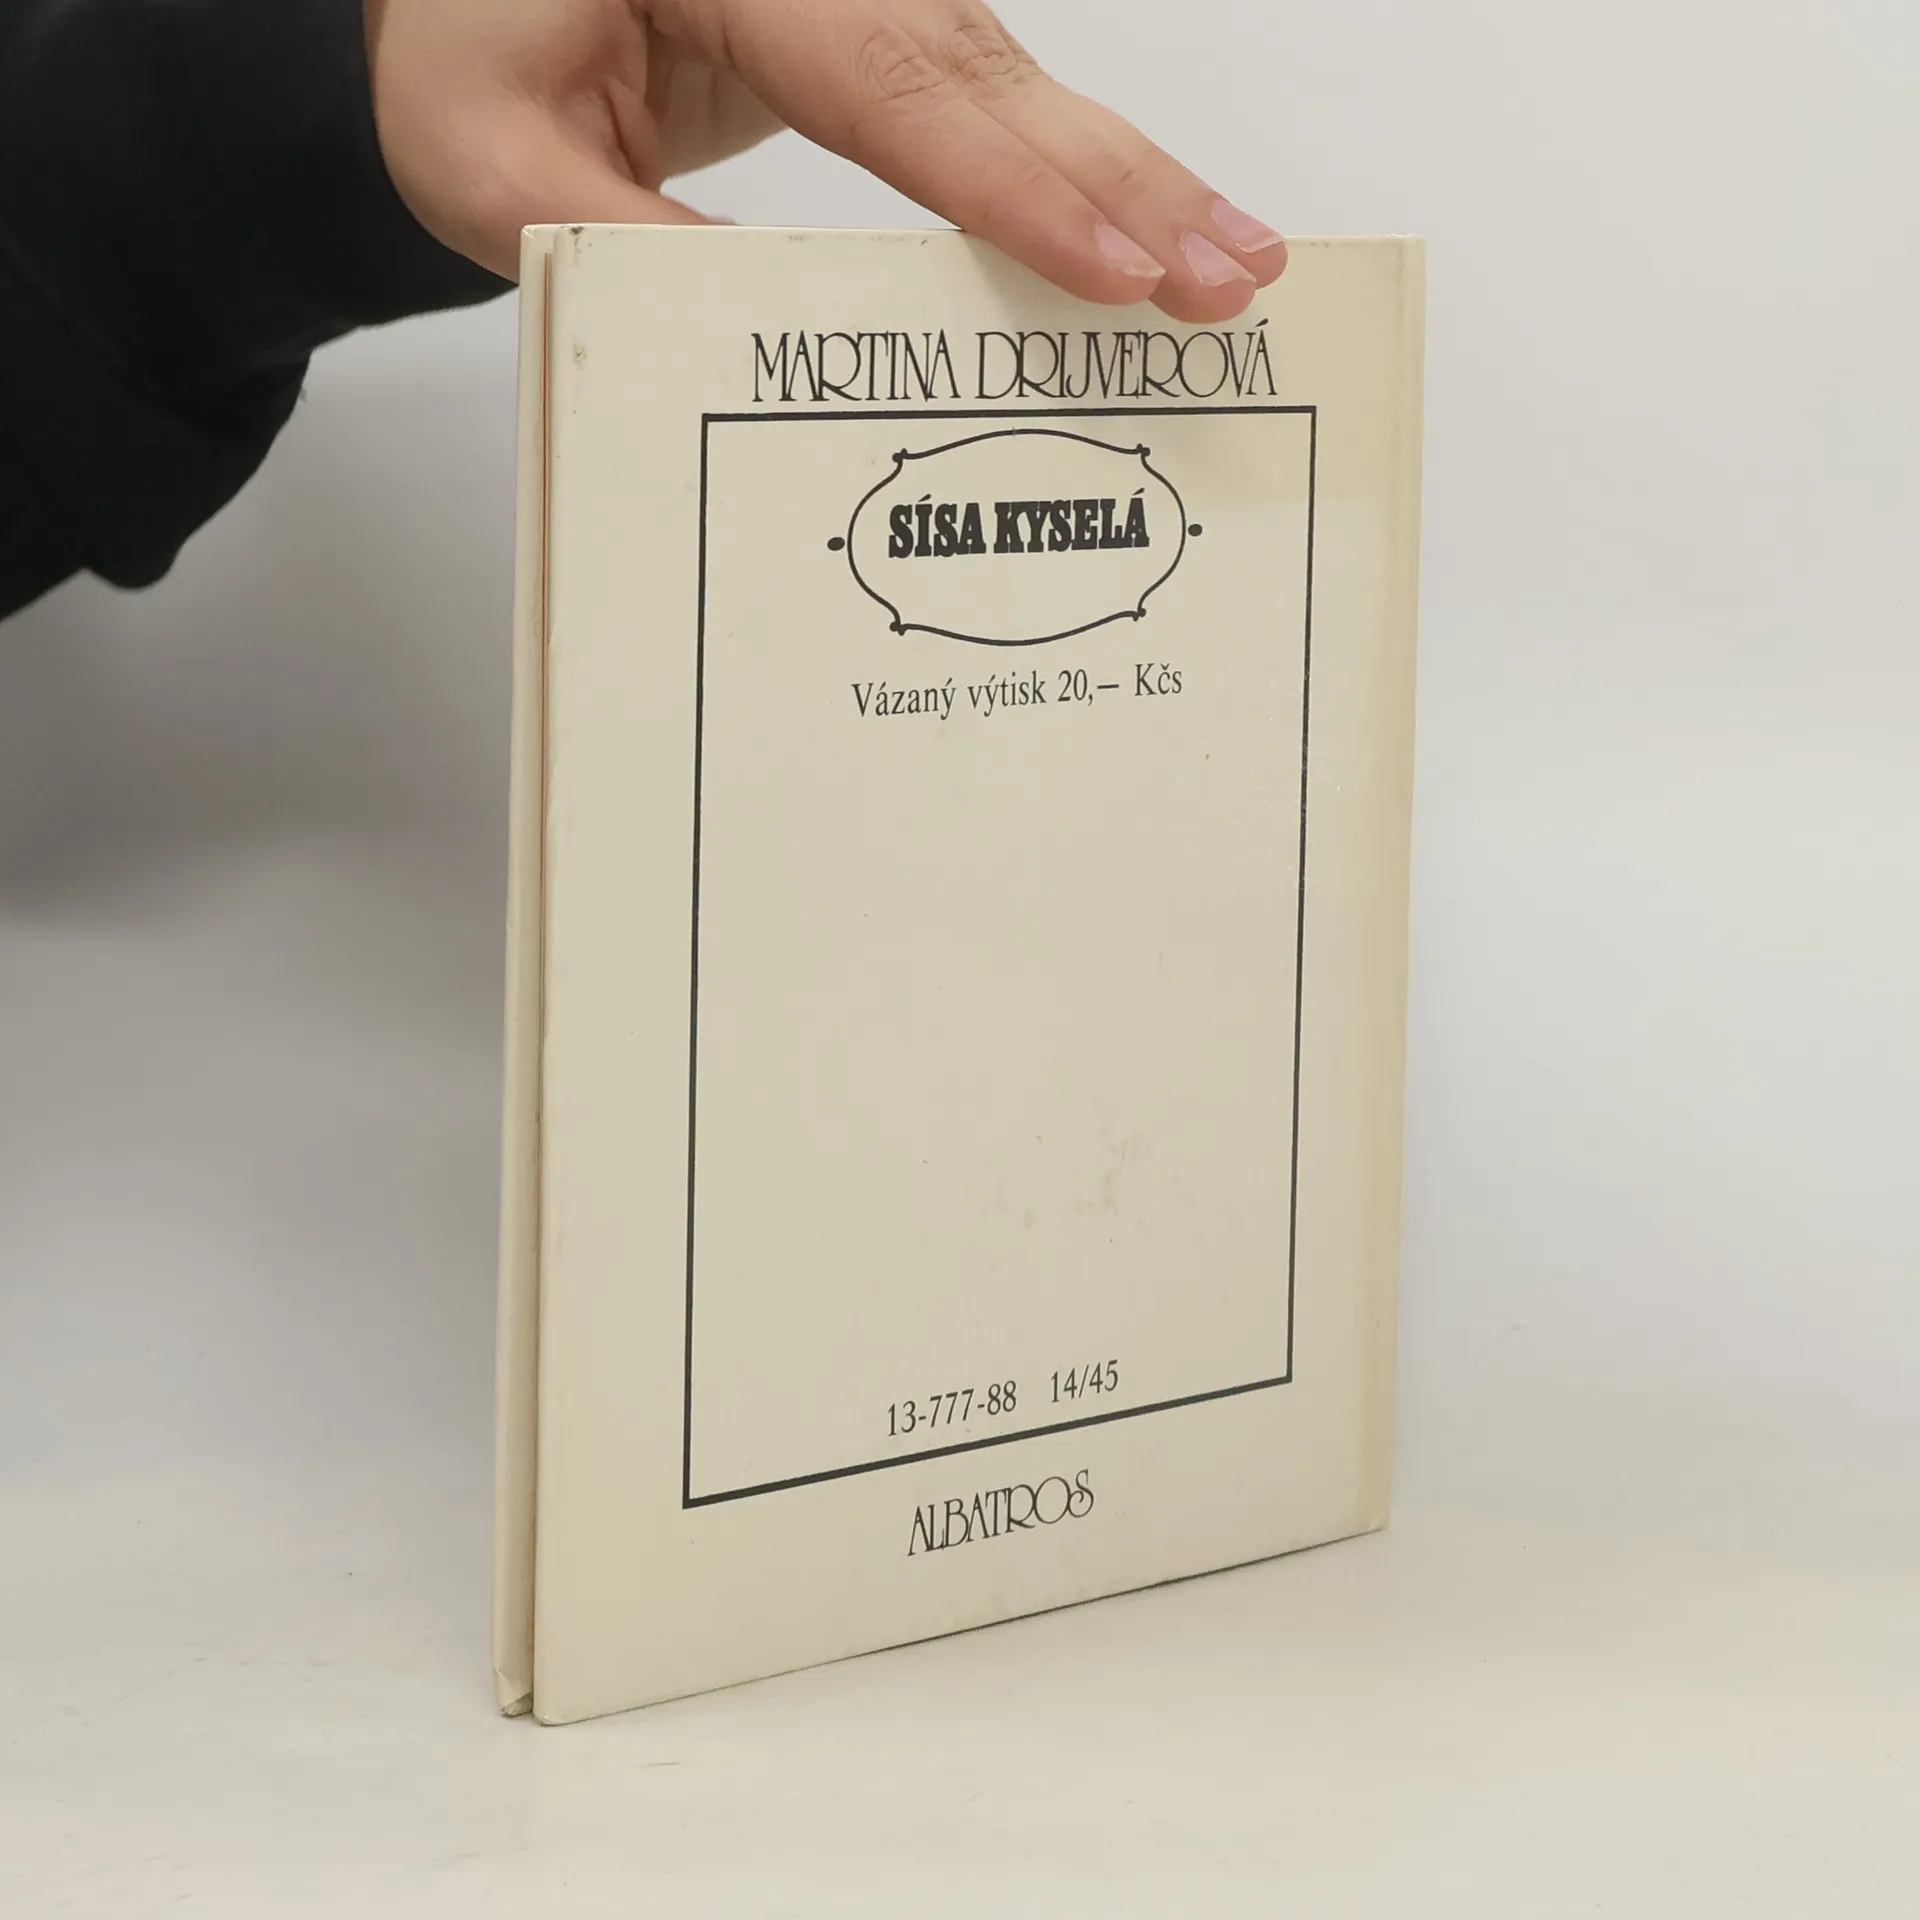 MARTINA DRIJVEROVÁ
SÍSA KYSELÁ
Vázaný výtisk 20,— Kčs
13-777-88 14/45
ALBATROS